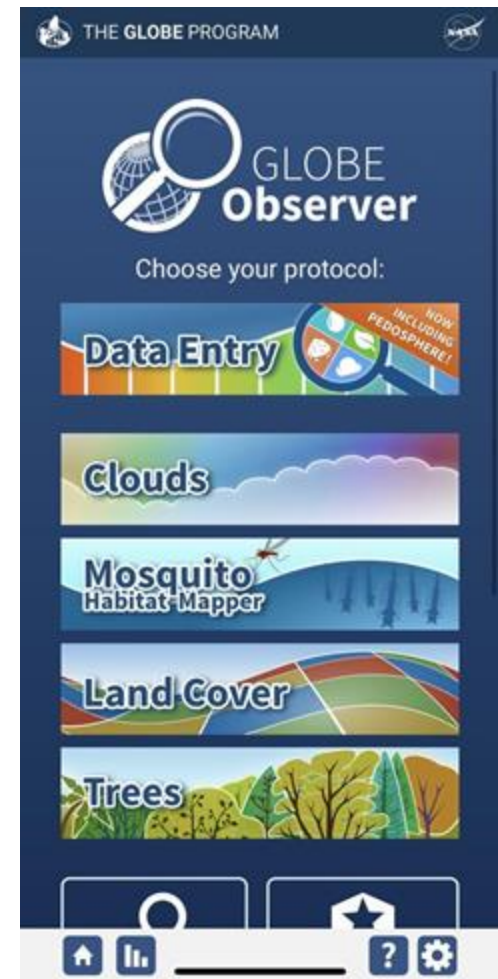 THE GLOBE PROGRAM
NASA
GLOBE
Observer
Choose your protocol:
Data Entry
NOW
INCLUDING
PEDOSPHERE!
Clouds
Mosquito
Habitat Mapper
Land Cover
Trees
?